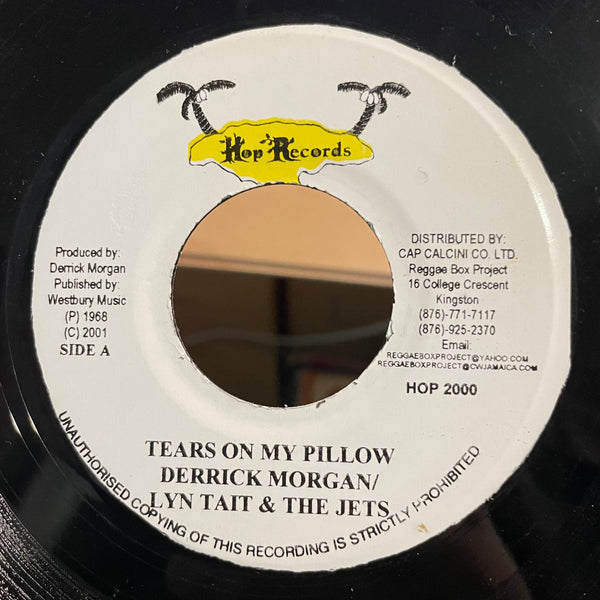 Hop Records
Produced by:
Derrick Morgan
Published by:
Westbury Music
(P) 1968
(C) 2001
SIDE A
DISTRIBUTED BY:
CAP CALCINI CO. LTD.
Reggae Box Project
16 College Crescent
Kingston
(876)-771-7117
(876)-925-2370
Email:
REGGAEBOXPROJECT@YAHOO.COM
REGGAEBOXPROJECT@CWJAMAICA.COM
HOP 2000
TEARS ON MY PILLOW
DERRICK MORGAN/
LYN TAIT & THE JETS
UNAUTHORISED COPYING OF THIS RECORDING IS STRICTLY PROHIBITED